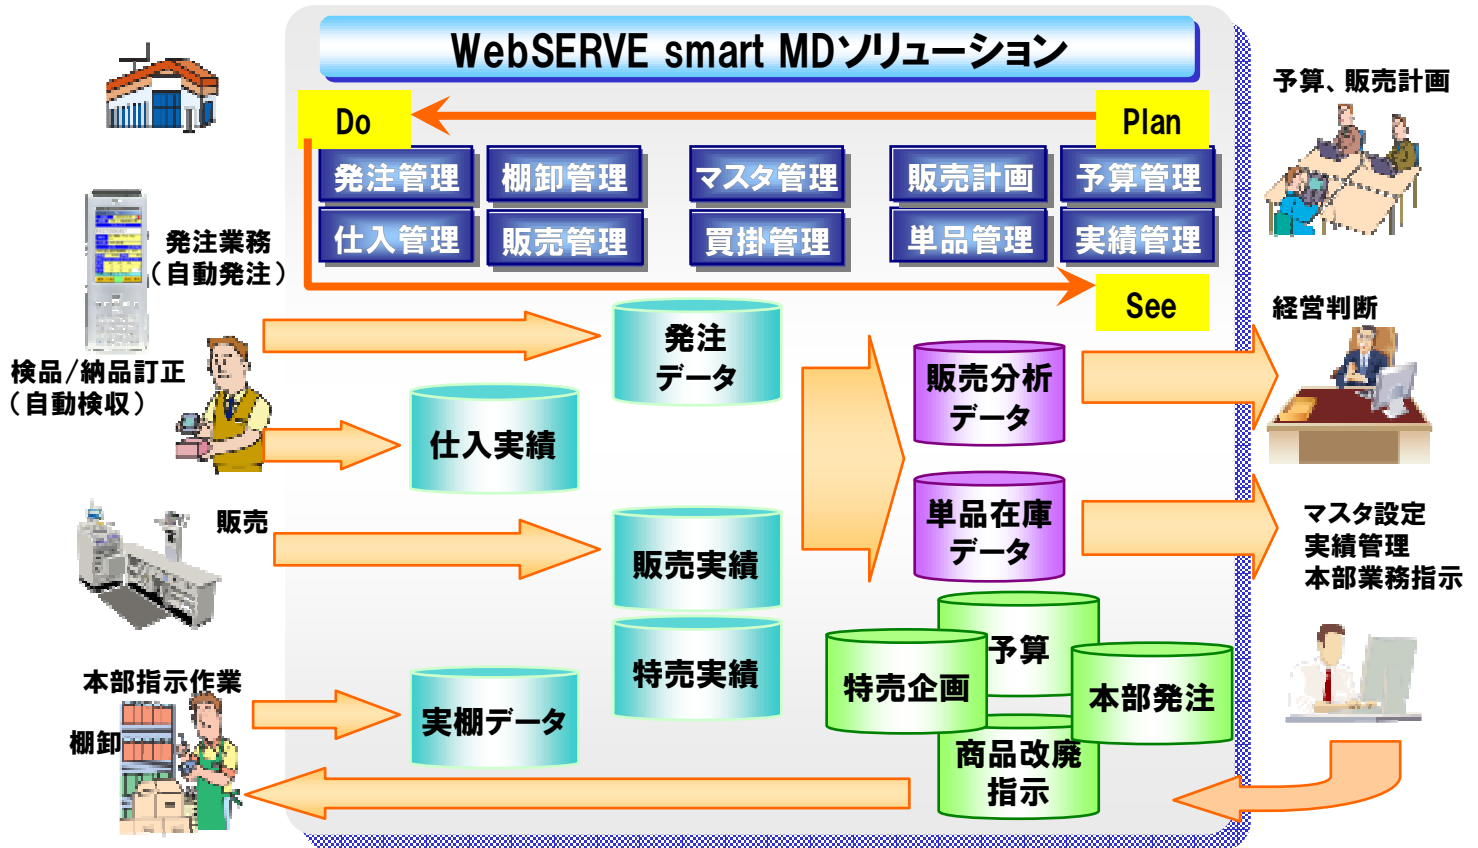 WebSERVE smart MDソリューション
Do
Plan
発注管理
棚卸管理
マスタ管理
販売計画
予算管理
仕入管理
販売管理
買掛管理
単品管理
実績管理
See
予算、販売計画
発注業務
（自動発注）
検品/納品訂正
（自動検収）
販売
本部指示作業
棚卸
発注
データ
仕入実績
販売実績
特売実績
実棚データ
販売分析
データ
単品在庫
データ
予算
特売企画
本部発注
商品改廃
指示
経営判断
マスタ設定
実績管理
本部業務指示